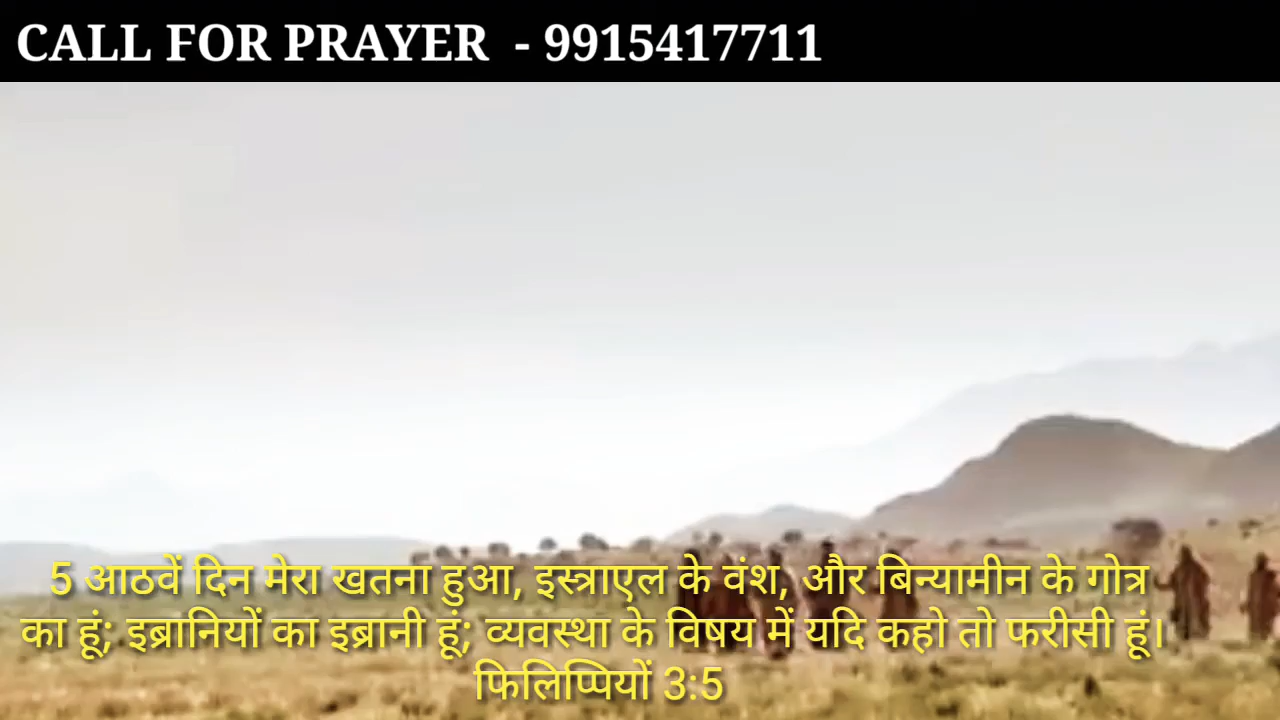 CALL FOR PRAYER - 9915417711
5 आठवें दिन मेरा खतना हुआ, इस्त्राएल के वंश, और बिन्यामीन के गोत्र
का हूं; इब्रानियों का इब्रानी हूं; व्यवस्था के विषय में यदि कहो तो फरीसी हूं।
फिलिप्पियों 3:5